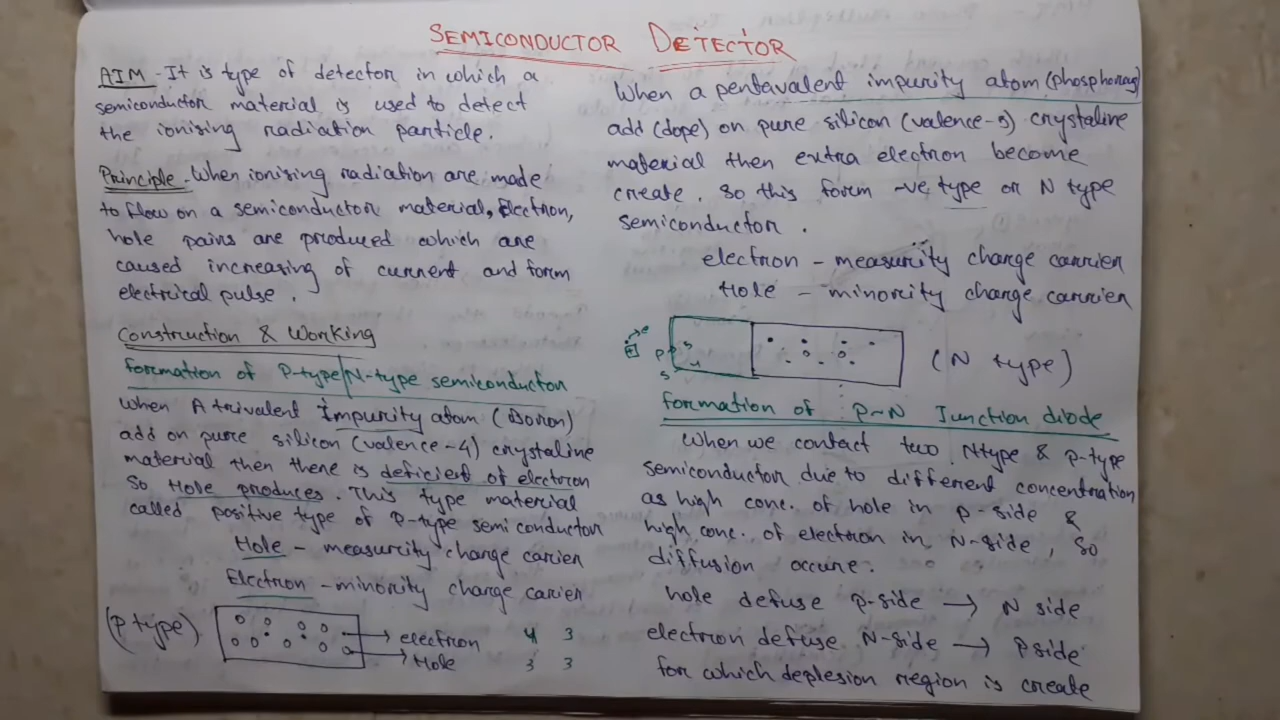 SEMICONDUCTOR DETECTOR
AIM - It is type of detector in which a
semiconductor material is used to detect
the ionising radiation particle.
Principle - When ionising radiation are made
to flow on a semiconductor material, Electron,
hole pairs are produced which are
caused increasing of current and form
electrical pulse.
Construction & Working
formation of P-type/N-type semiconductor
When A trivalent Impurity atom (Boron)
add on pure silicon (valence-4) crystaline
material then there is deficient of electron
so Hole produces. This type material
called positive type of P-type semi conductor
Hole - measurity charge carrier
Electron - minority charge carier
(P type)
→ electron
→ Hole
4 3
3 3
When a pentavalent impurity atom (phosphorus)
add (dope) on pure silicon (valence-5) crystaline
material then extra electron become
create. So this form -ve type or N type
semiconductor.
electron - measurity charge carrier
Hole - minority charge carrier
e
P 5
5 4
(N type)
formation of P-N Junction diode
When we contact two N type & P-type
semiconductor due to different concentration
as high conc. of hole in P-side &
high conc. of electron in N-side, so
diffusion occure.
hole defuse P-side → N side
electron defuse N-side → P side
for which deplesion region is create